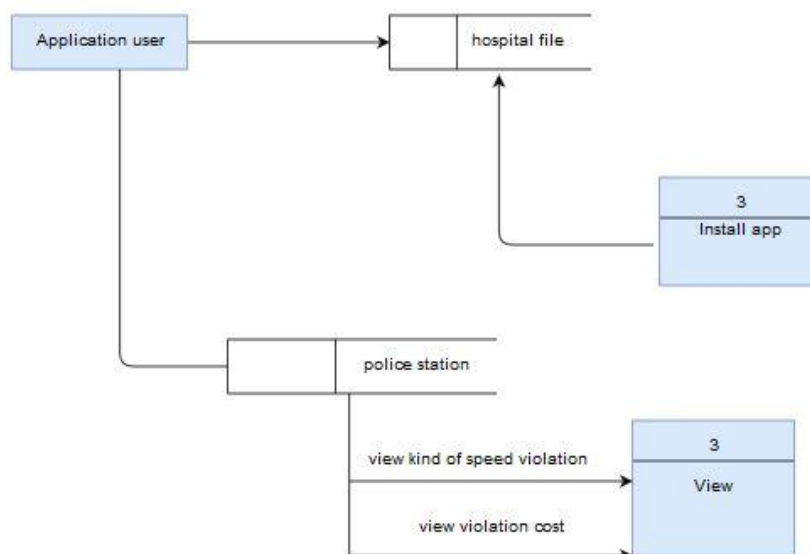 Application user
hospital file
3
Install app
police station
view kind of speed violation
3
View
view violation cost